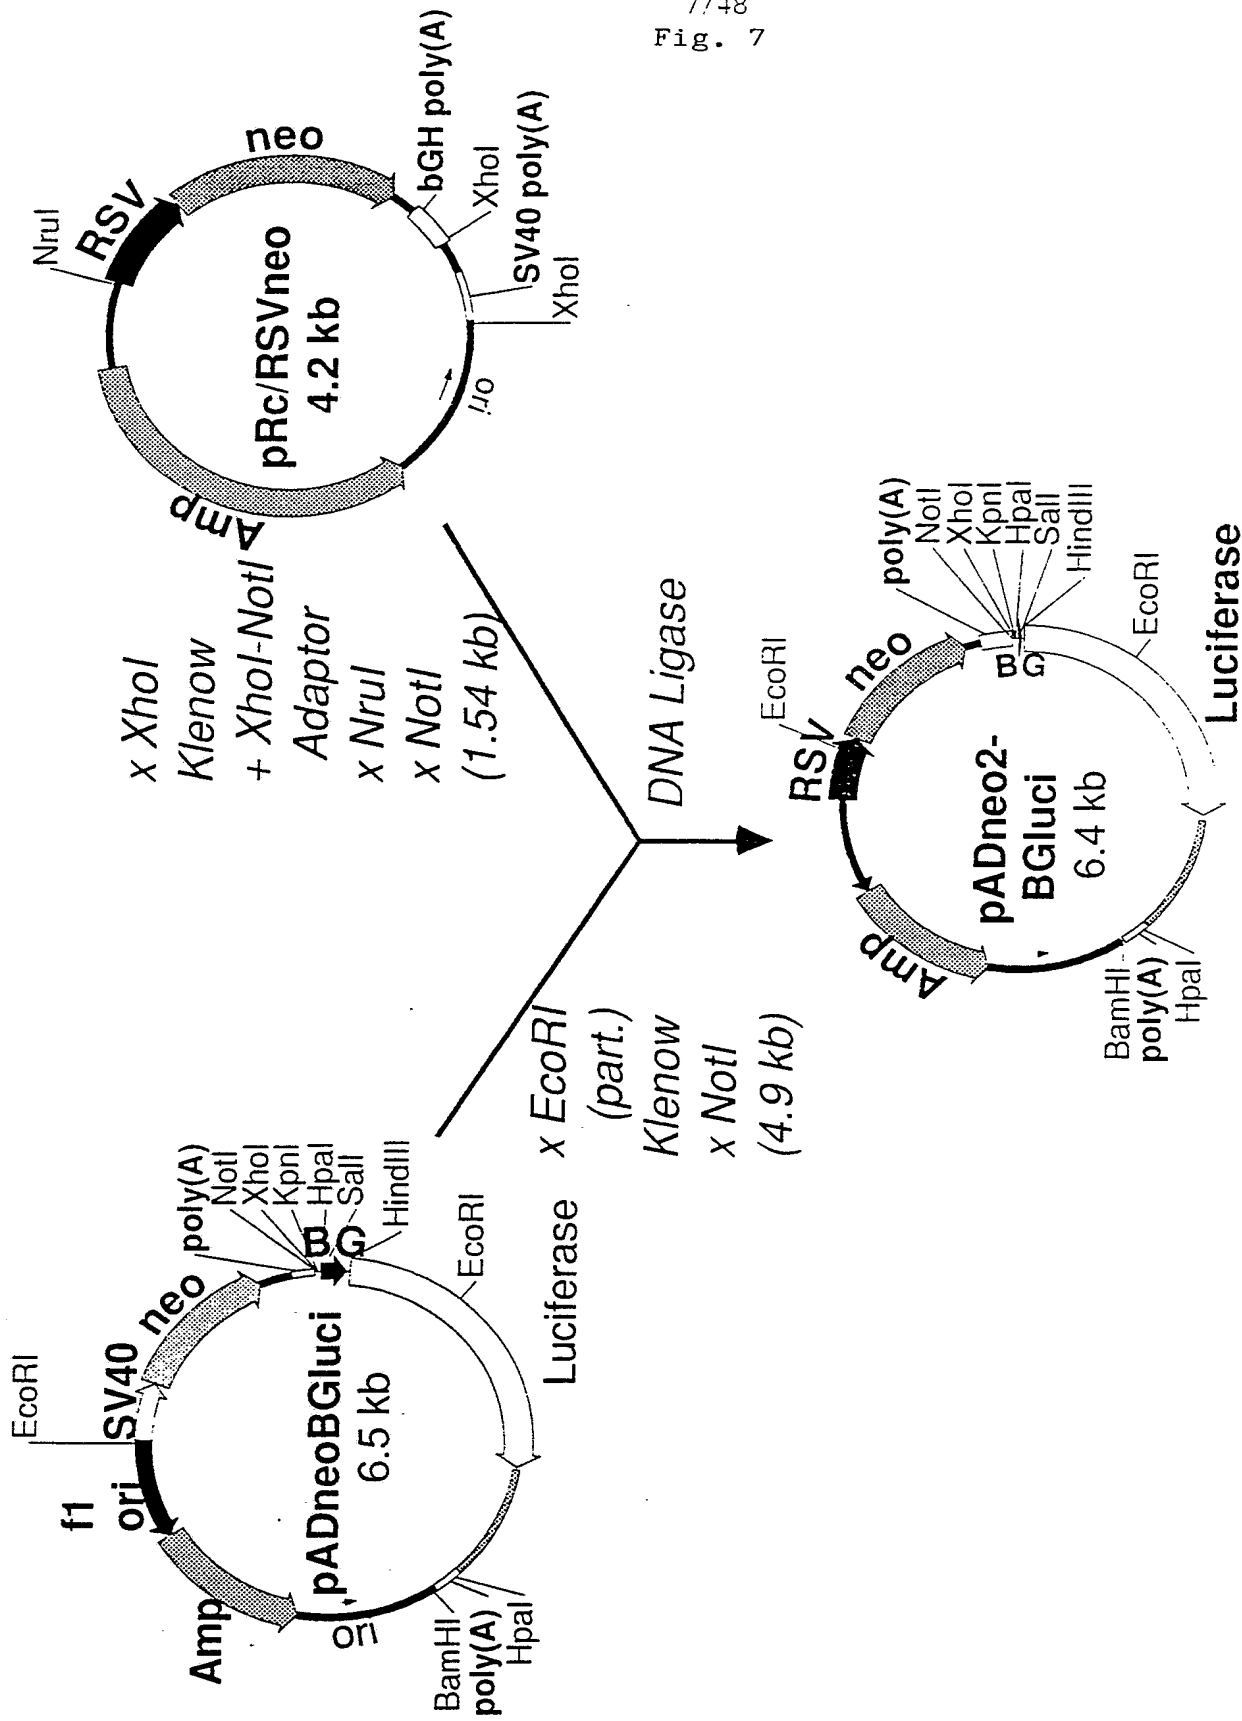 7/48
Fig. 7
EcoRI
f1
ori
SV40
neo
poly(A)
NotI
XhoI
KpnI
HpaI
SalI
BG
HindIII
EcoRI
Luciferase
Amp
ori
BamHI
poly(A)
HpaI
pADneoBGluci
6.5 kb
NruI
RSV
neo
bGH poly(A)
XhoI
SV40 poly(A)
XhoI
ori
Amp
pRc/RSVneo
4.2 kb
x EcoRI
(part.)
Klenow
x NotI
(4.9 kb)
x XhoI
Klenow
+ XhoI-NotI
Adaptor
x NruI
x NotI
(1.54 kb)
DNA Ligase
RSV
EcoRI
neo
poly(A)
NotI
XhoI
KpnI
HpaI
SalI
HindIII
BG
EcoRI
Luciferase
Amp
BamHI
poly(A)
HpaI
pADneo2-
BGluci
6.4 kb